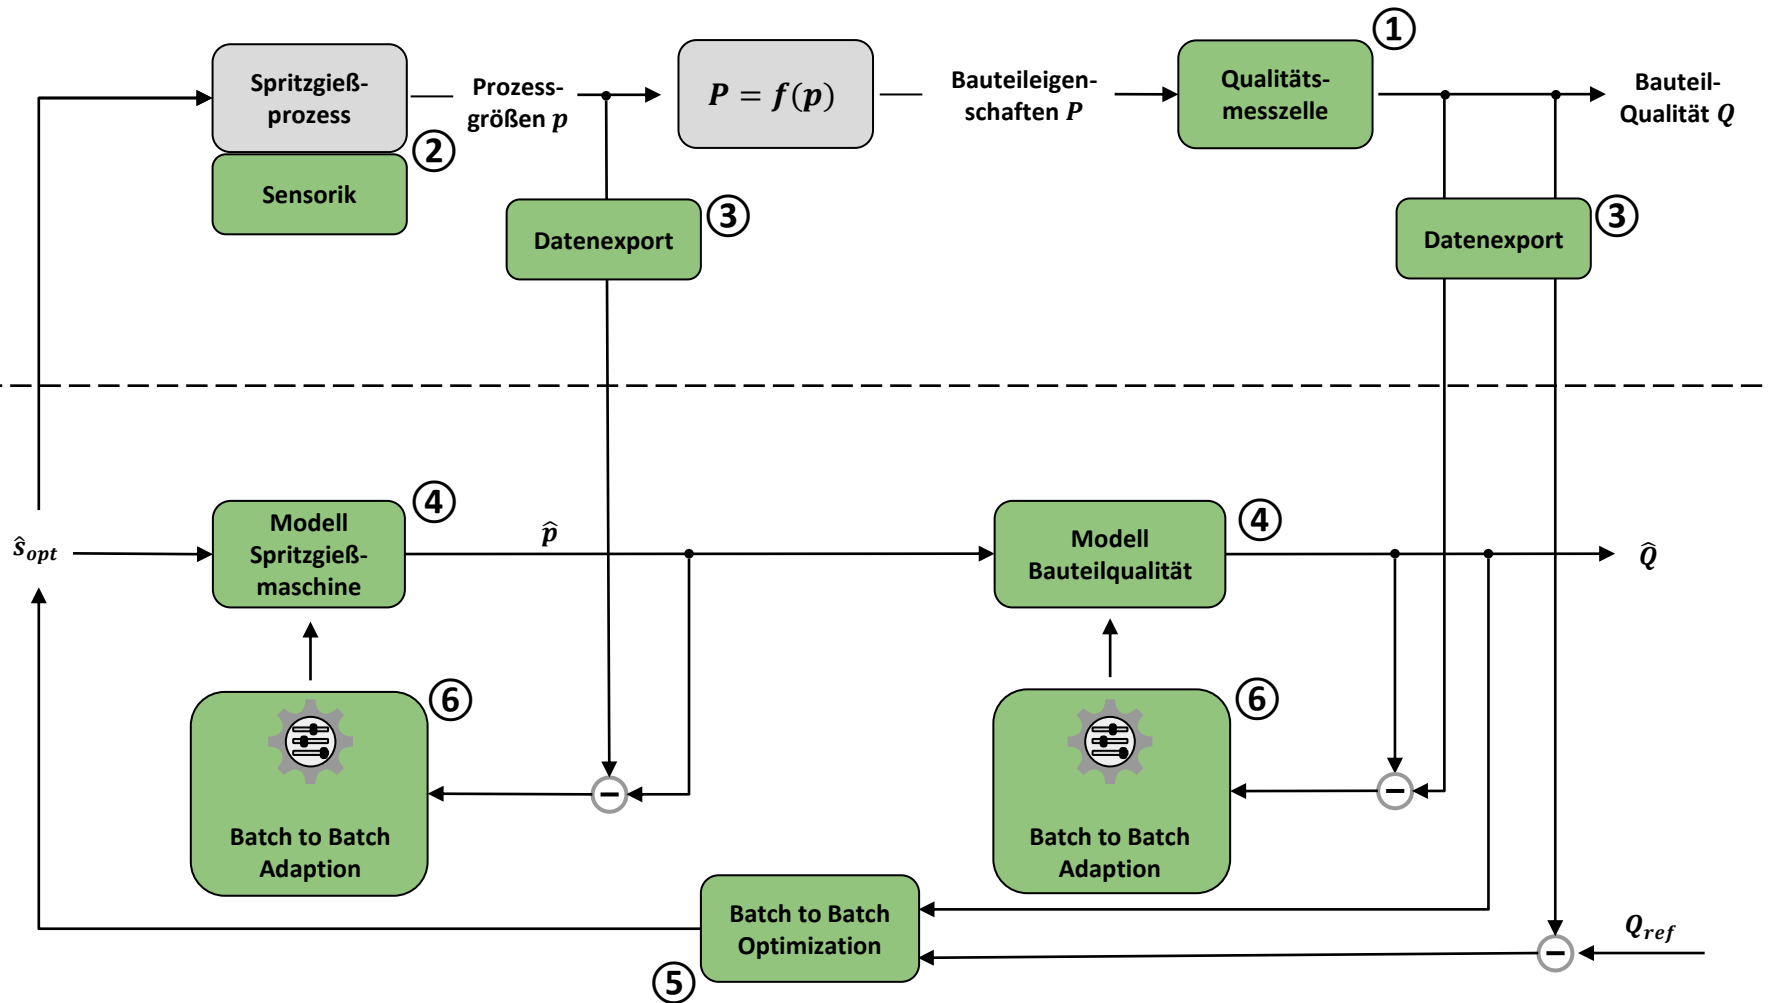 ①
Spritzgieß-
prozess
②
Sensorik
Prozess-
größen p
P = f(p)
Bauteileigen-
schaften P
Qualitäts-
messzelle
Bauteil-
Qualität Q
Datenexport
③
Datenexport
③
ŝ_opt
Modell
Spritzgieß-
maschine
④
p̂
Modell
Bauteilqualität
④
Q̂
⑥
Batch to Batch
Adaption
−
⑥
Batch to Batch
Adaption
−
Batch to Batch
Optimization
⑤
Q_ref
−